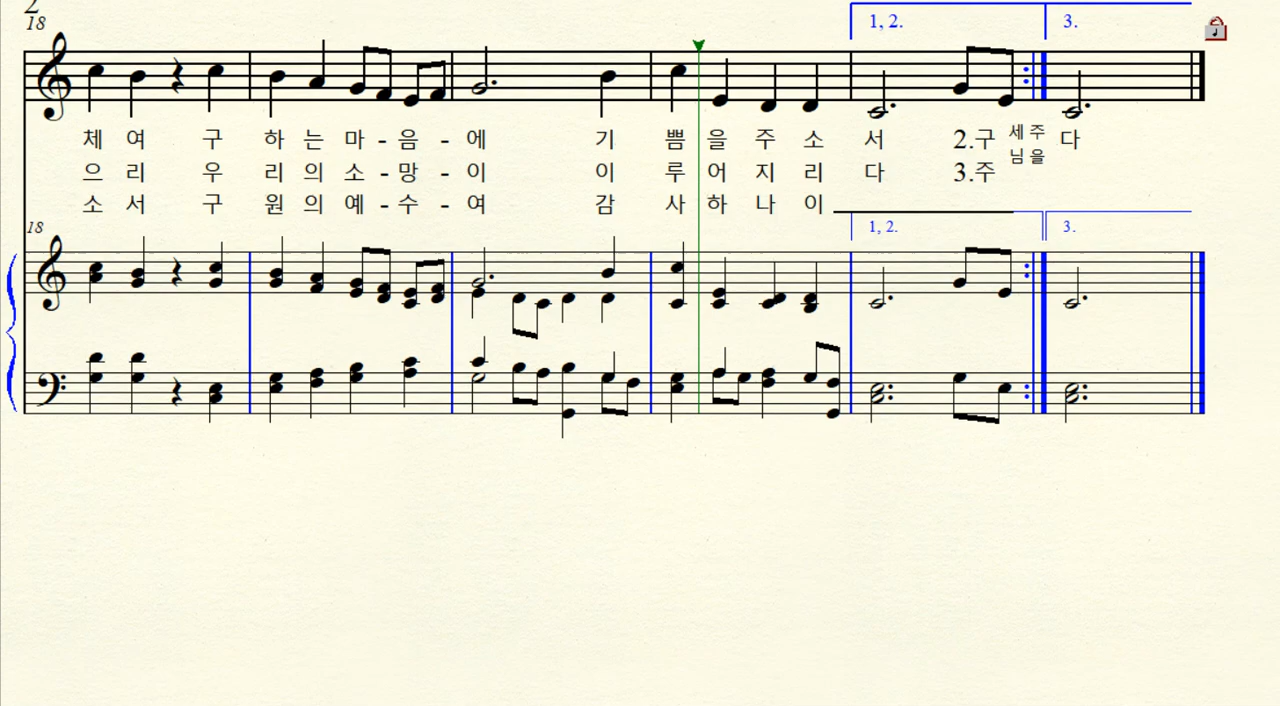 2
18
1, 2.
3.
체 여 구 하 는 마 - 음 - 에 기 쁨 을 주 소 서 2.구 세 주 다
님 을
으 리 우 리 의 소 - 망 - 이 이 루 어 지 리 다 3.주
소 서 구 원 의 예 - 수 - 여 감 사 하 나 이
18
1, 2.
3.